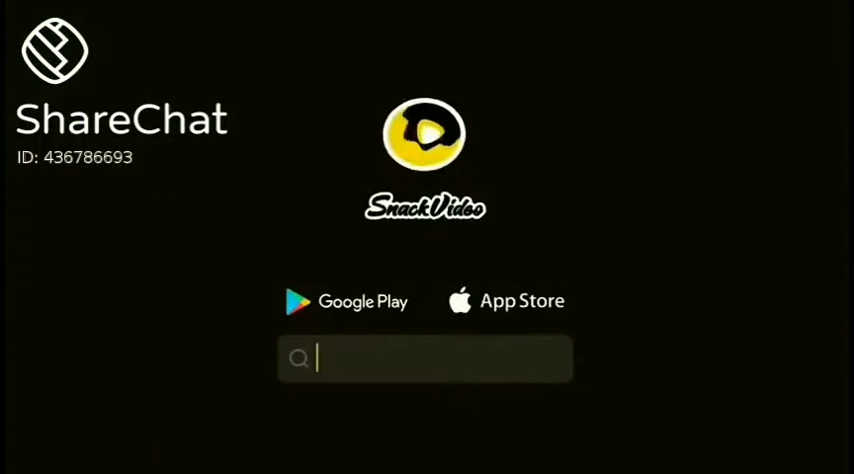 ShareChat
ID: 436786693
SnackVideo
Google Play
App Store